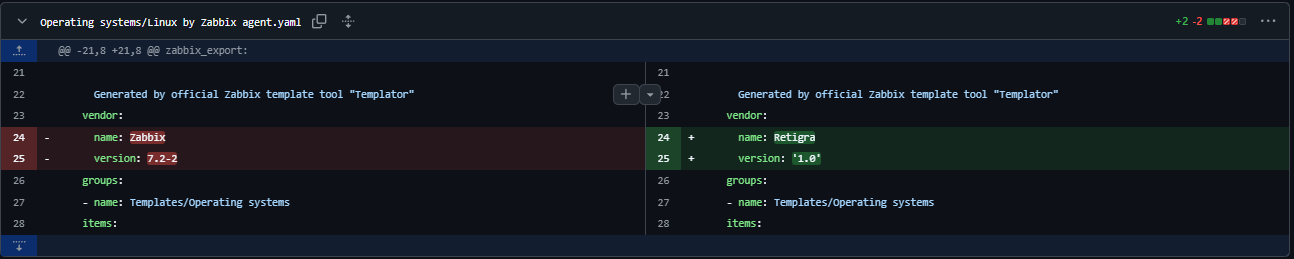 Operating systems/Linux by Zabbix agent.yaml +2 -2
@@ -21,8 +21,8 @@ zabbix_export:
21 21
22 Generated by official Zabbix template tool "Templator" 22 Generated by official Zabbix template tool "Templator"
23 vendor: 23 vendor:
24 - name: Zabbix 24 + name: Retigra
25 - version: 7.2-2 25 + version: '1.0'
26 groups: 26 groups:
27 - name: Templates/Operating systems 27 - name: Templates/Operating systems
28 items: 28 items: